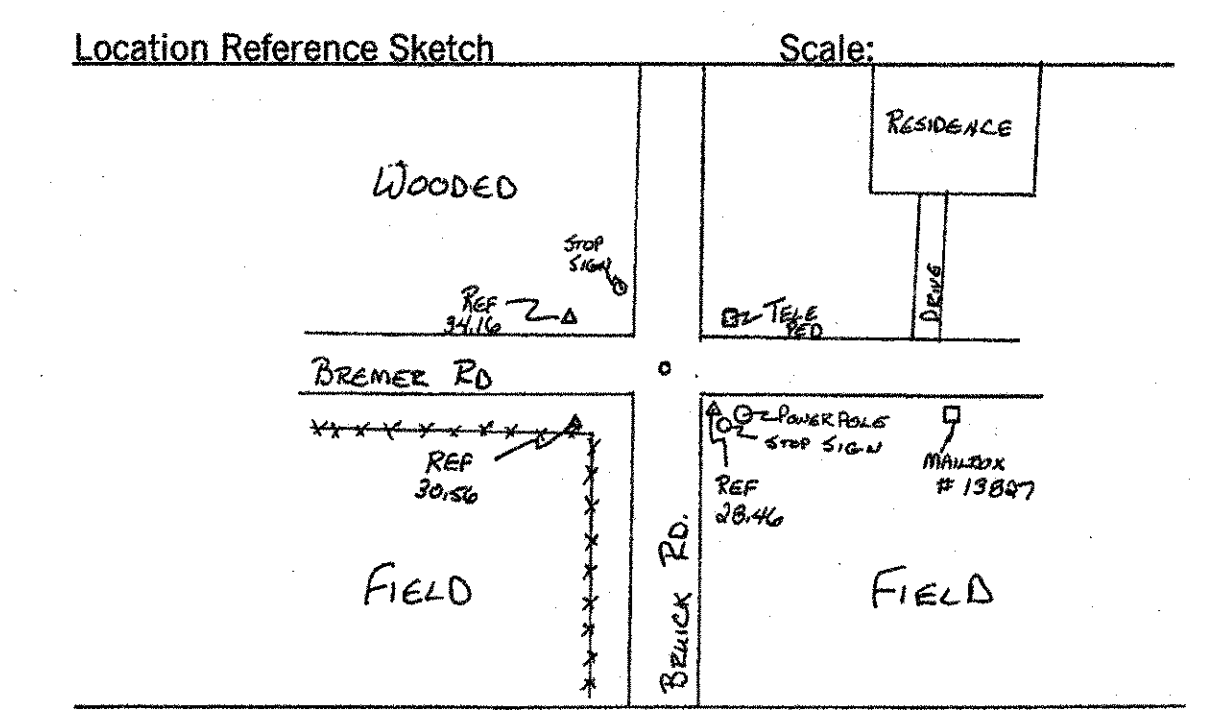 Location Reference Sketch Scale:
RESIDENCE
WOODED
STOP
SIGN
DRIVE
REF
34.16
TELE
PED
BREMER RD
POWER POLE
STOP SIGN
REF
30.56
MAILBOX
# 13827
REF
28.46
BRUICK RD.
FIELD
FIELD